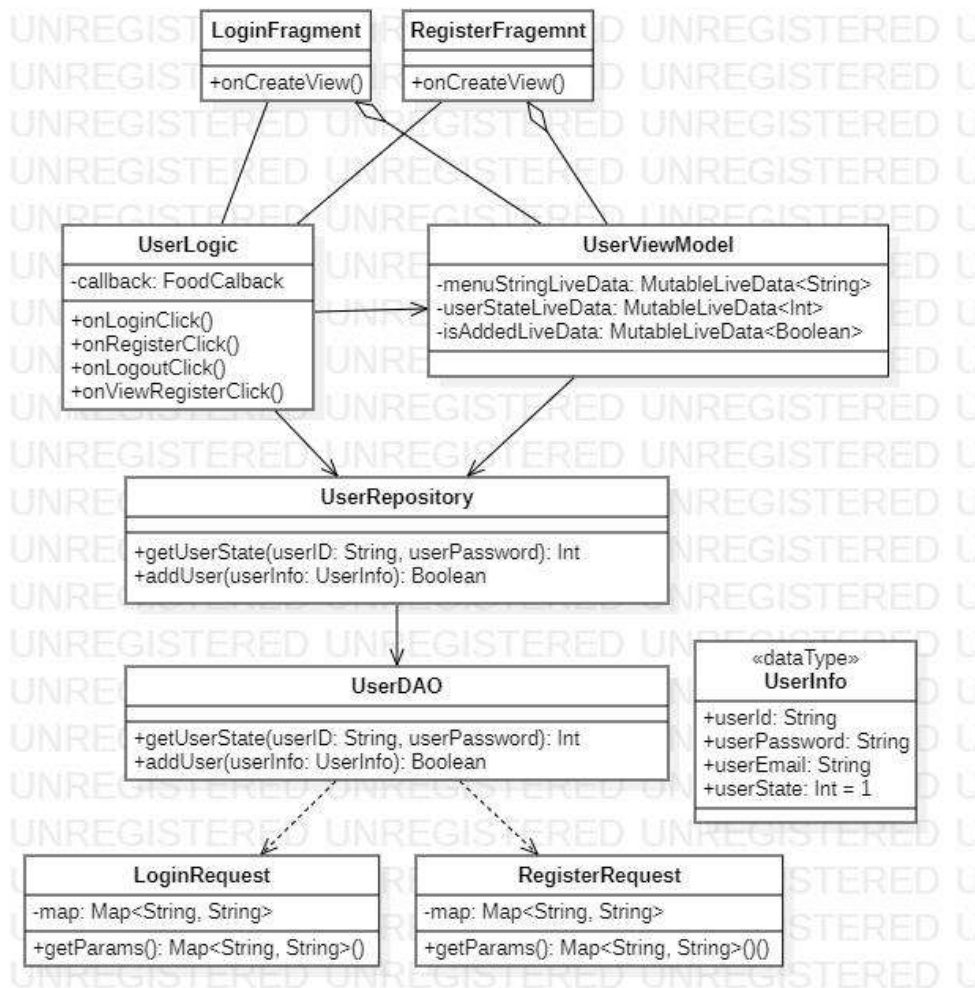 LoginFragment
+onCreateView()
RegisterFragemnt
+onCreateView()
UserLogic
-callback: FoodCalback
+onLoginClick()
+onRegisterClick()
+onLogoutClick()
+onViewRegisterClick()
UserViewModel
-menuStringLiveData: MutableLiveData<String>
-userStateLiveData: MutableLiveData<Int>
-isAddedLiveData: MutableLiveData<Boolean>
UserRepository
+getUserState(userID: String, userPassword): Int
+addUser(userInfo: UserInfo): Boolean
UserDAO
+getUserState(userID: String, userPassword): Int
+addUser(userInfo: UserInfo): Boolean
«dataType»
UserInfo
+userId: String
+userPassword: String
+userEmail: String
+userState: Int = 1
LoginRequest
-map: Map<String, String>
+getParams(): Map<String, String>()
RegisterRequest
-map: Map<String, String>
+getParams(): Map<String, String>()()
UNREGISTERED UNREGISTERED UNREGISTERED